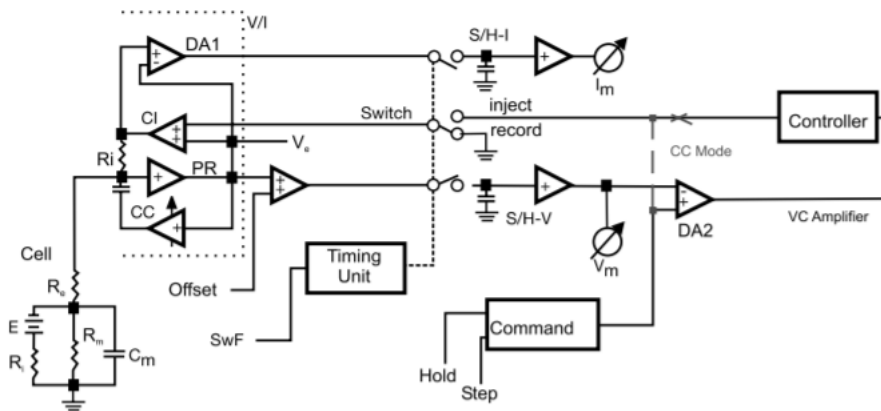 V/I
DA1
S/H-I
Im
CI
Switch
inject
record
Ve
Controller
Ri
PR
CC Mode
CC
S/H-V
DA2
VC Amplifier
Cell
Vm
Timing
Unit
Re
Offset
E
Rm
Cm
SwF
Command
Ri
Hold
Step